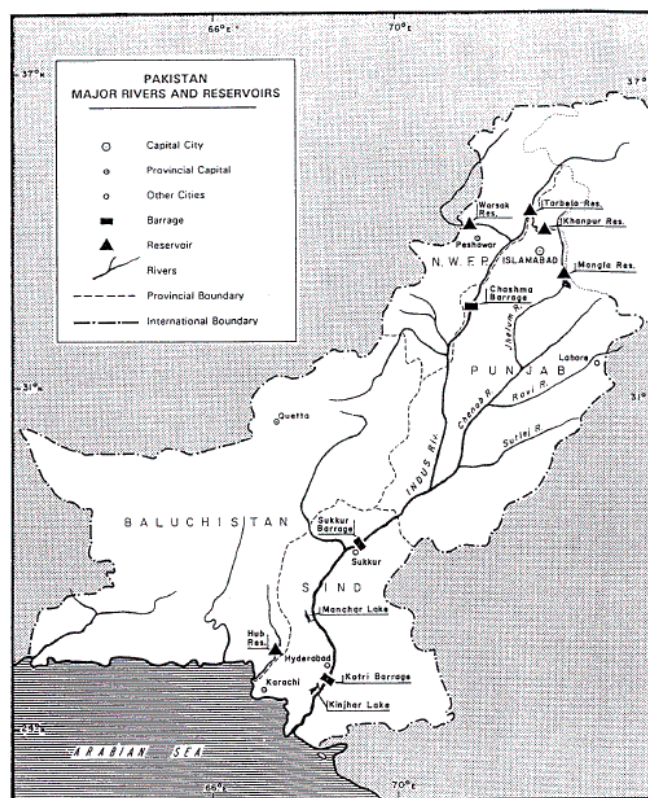 66°E
70°E
37°N
37°
PAKISTAN
MAJOR RIVERS AND RESERVOIRS
Capital City
Provincial Capital
Other Cities
Barrage
Reservoir
Rivers
Provincial Boundary
International Boundary
Warsak
Res.
Tarbela Res.
Khanpur Res.
Peshawar
N.W.F.P.
ISLAMABAD
Mangla Res.
Chashma
Barrage
Jhelum R.
Lahore
PUNJAB
31°N
31°
Chenab R.
Ravi R.
Quetta
Sutlej R.
INDUS Riv.
BALUCHISTAN
Sukkur
Barrage
Sukkur
SIND
Manchar Lake
Hub
Res.
Hyderabad
Kotri Barrage
Karachi
Kinjhar Lake
ARABIAN SEA
66°E
70°E